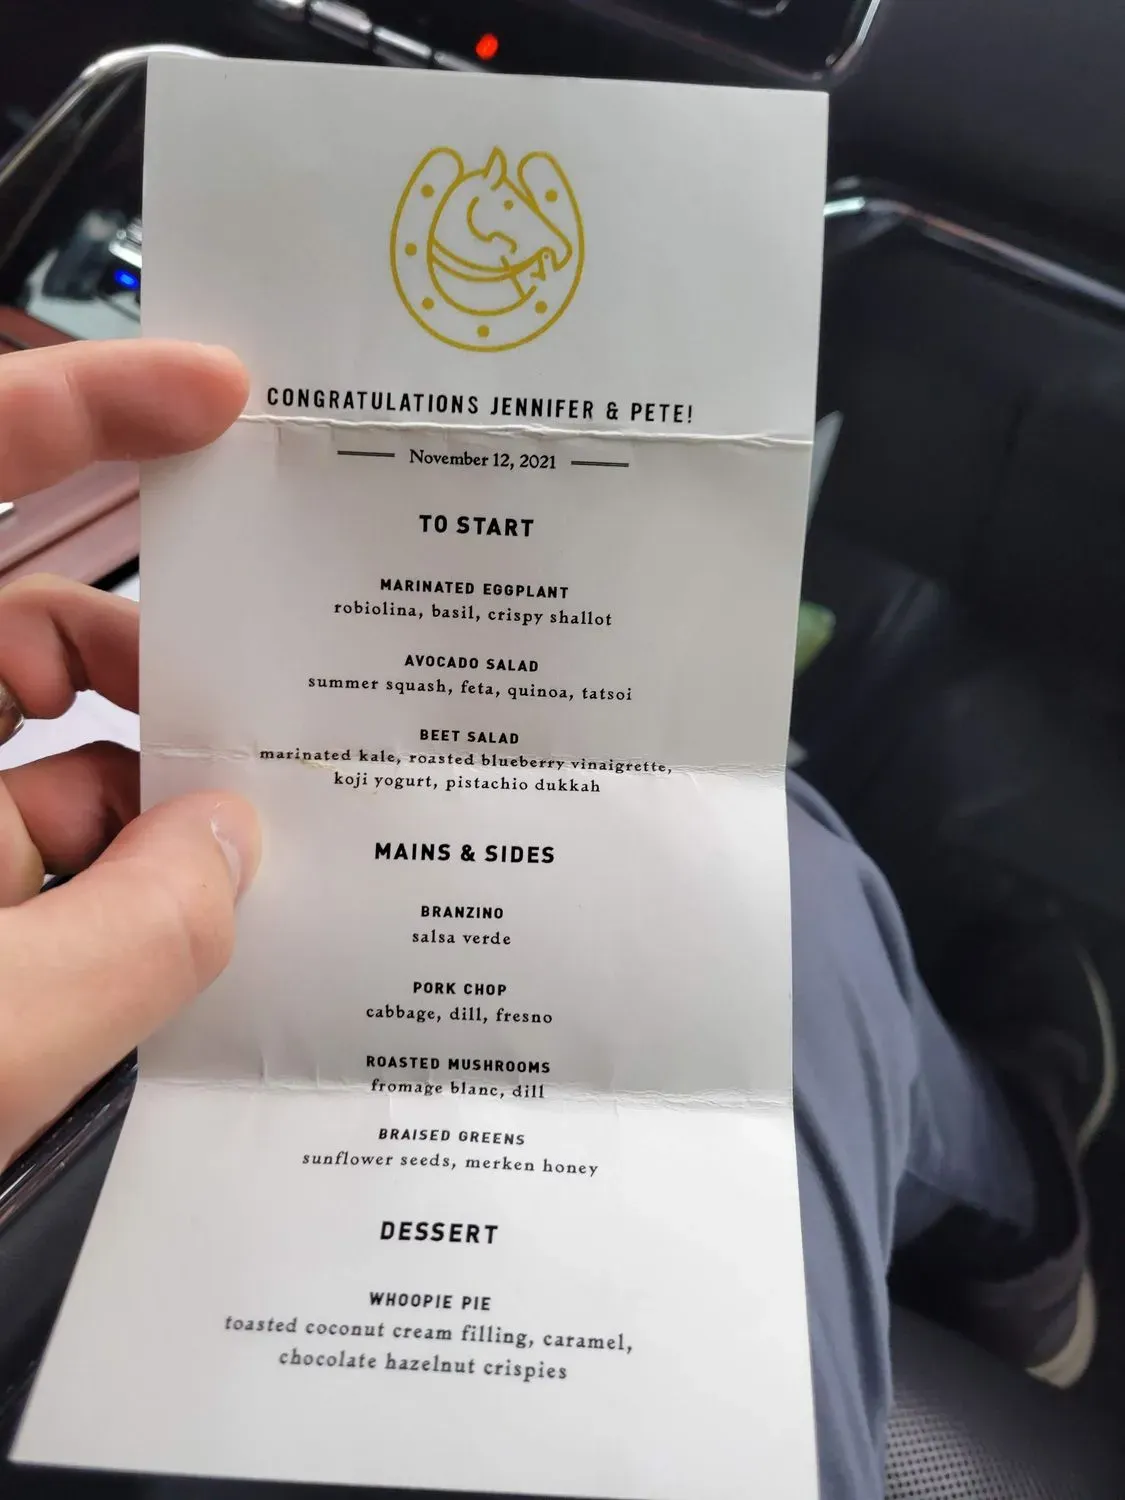 CONGRATULATIONS JENNIFER & PETE!
November 12, 2021
TO START
MARINATED EGGPLANT
robiolina, basil, crispy shallot
AVOCADO SALAD
summer squash, feta, quinoa, tatsoi
BEET SALAD
marinated kale, roasted blueberry vinaigrette,
koji yogurt, pistachio dukkah
MAINS & SIDES
BRANZINO
salsa verde
PORK CHOP
cabbage, dill, fresno
ROASTED MUSHROOMS
fromage blanc, dill
BRAISED GREENS
sunflower seeds, merken honey
DESSERT
WHOOPIE PIE
toasted coconut cream filling, caramel,
chocolate hazelnut crispies